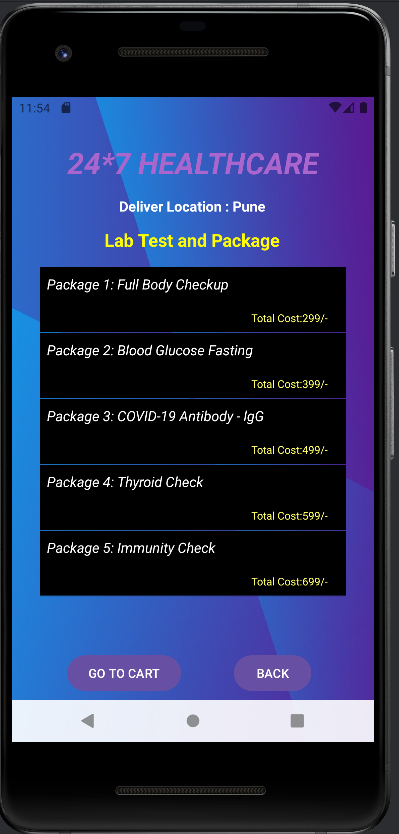 11:54
24*7 HEALTHCARE
Deliver Location : Pune
Lab Test and Package
Package 1: Full Body Checkup
Total Cost:299/-
Package 2: Blood Glucose Fasting
Total Cost:399/-
Package 3: COVID-19 Antibody - IgG
Total Cost:499/-
Package 4: Thyroid Check
Total Cost:599/-
Package 5: Immunity Check
Total Cost:699/-
GO TO CART BACK